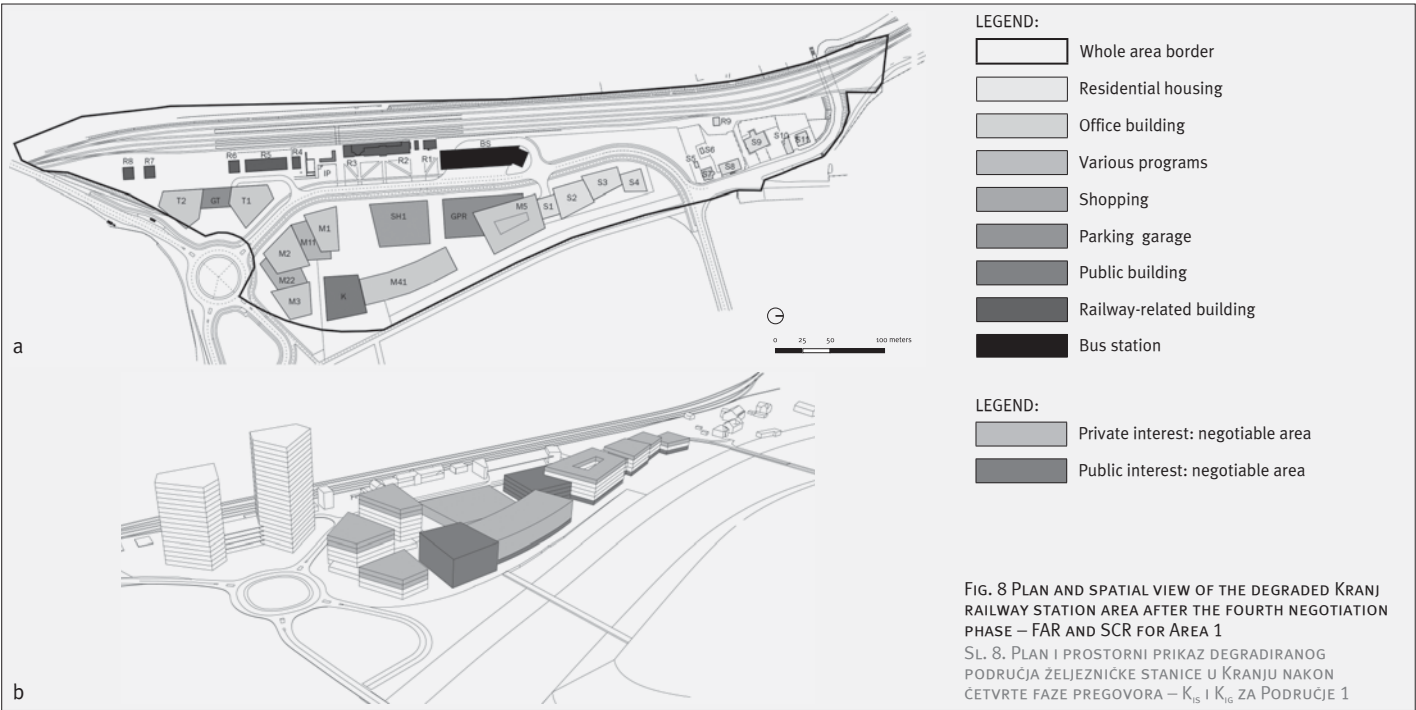 R8
R7
R6
R5
R4
IP
R3
R2
R1
BS
R9
S5
S6
S7
S8
S9
S10
S11
T2
GT
T1
M1
M11
M2
M22
M3
SH1
GPR
M5
S1
S2
S3
S4
K
M41
0 25 50 100 meters
a
b
LEGEND:
Whole area border
Residential housing
Office building
Various programs
Shopping
Parking garage
Public building
Railway-related building
Bus station
LEGEND:
Private interest: negotiable area
Public interest: negotiable area
Fig. 8 Plan and spatial view of the degraded Kranj
railway station area after the fourth negotiation
phase – FAR and SCR for Area 1
Sl. 8. Plan i prostorni prikaz degradiranog
područja željezničke stanice u Kranju nakon
četvrte faze pregovora – Kis i Kig za Područje 1